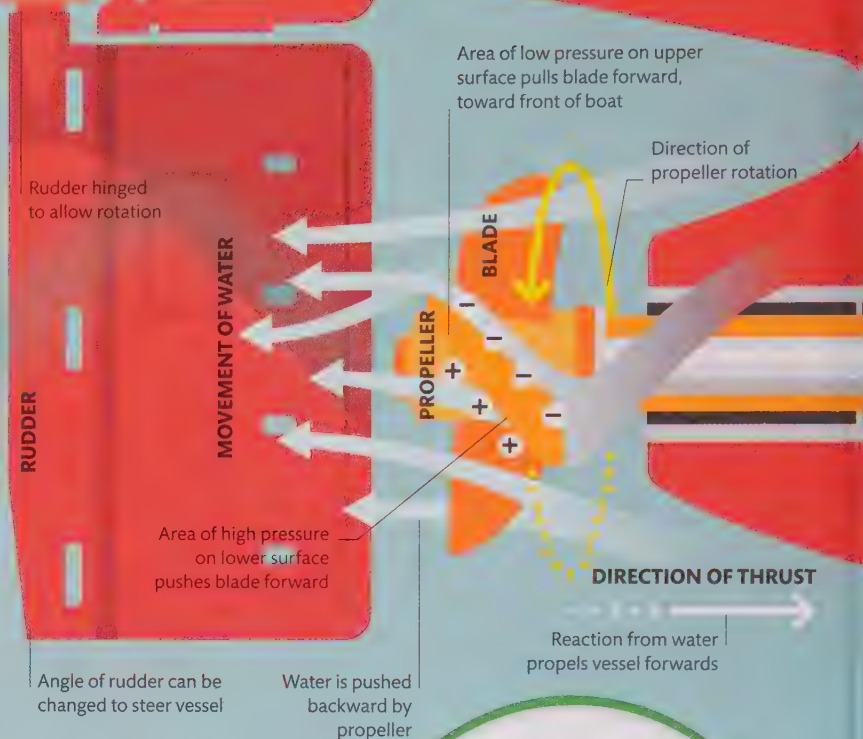 Area of low pressure on upper
surface pulls blade forward,
toward front of boat
Direction of
propeller rotation
Rudder hinged
to allow rotation
BLADE
MOVEMENT OF WATER
PROPELLER
RUDDER
−
−
−
−
+
+
+
Area of high pressure
on lower surface
pushes blade forward
DIRECTION OF THRUST
Reaction from water
propels vessel forwards
Angle of rudder can be
changed to steer vessel
Water is pushed
backward by
propeller